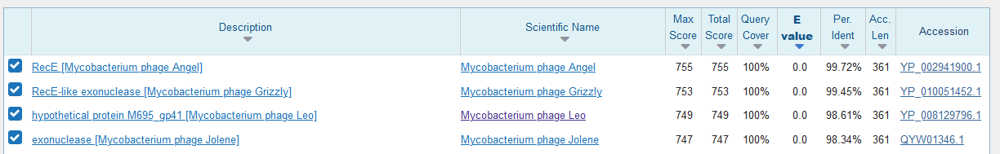 Description Scientific Name Max Score Total Score Query Cover E value Per. Ident Acc. Len Accession
RecE [Mycobacterium phage Angel] Mycobacterium phage Angel 755 755 100% 0.0 99.72% 361 YP_002941900.1
RecE-like exonuclease [Mycobacterium phage Grizzly] Mycobacterium phage Grizzly 753 753 100% 0.0 99.45% 361 YP_010051452.1
hypothetical protein M695_gp41 [Mycobacterium phage Leo] Mycobacterium phage Leo 749 749 100% 0.0 98.61% 361 YP_008129796.1
exonuclease [Mycobacterium phage Jolene] Mycobacterium phage Jolene 747 747 100% 0.0 98.34% 361 QYW01346.1